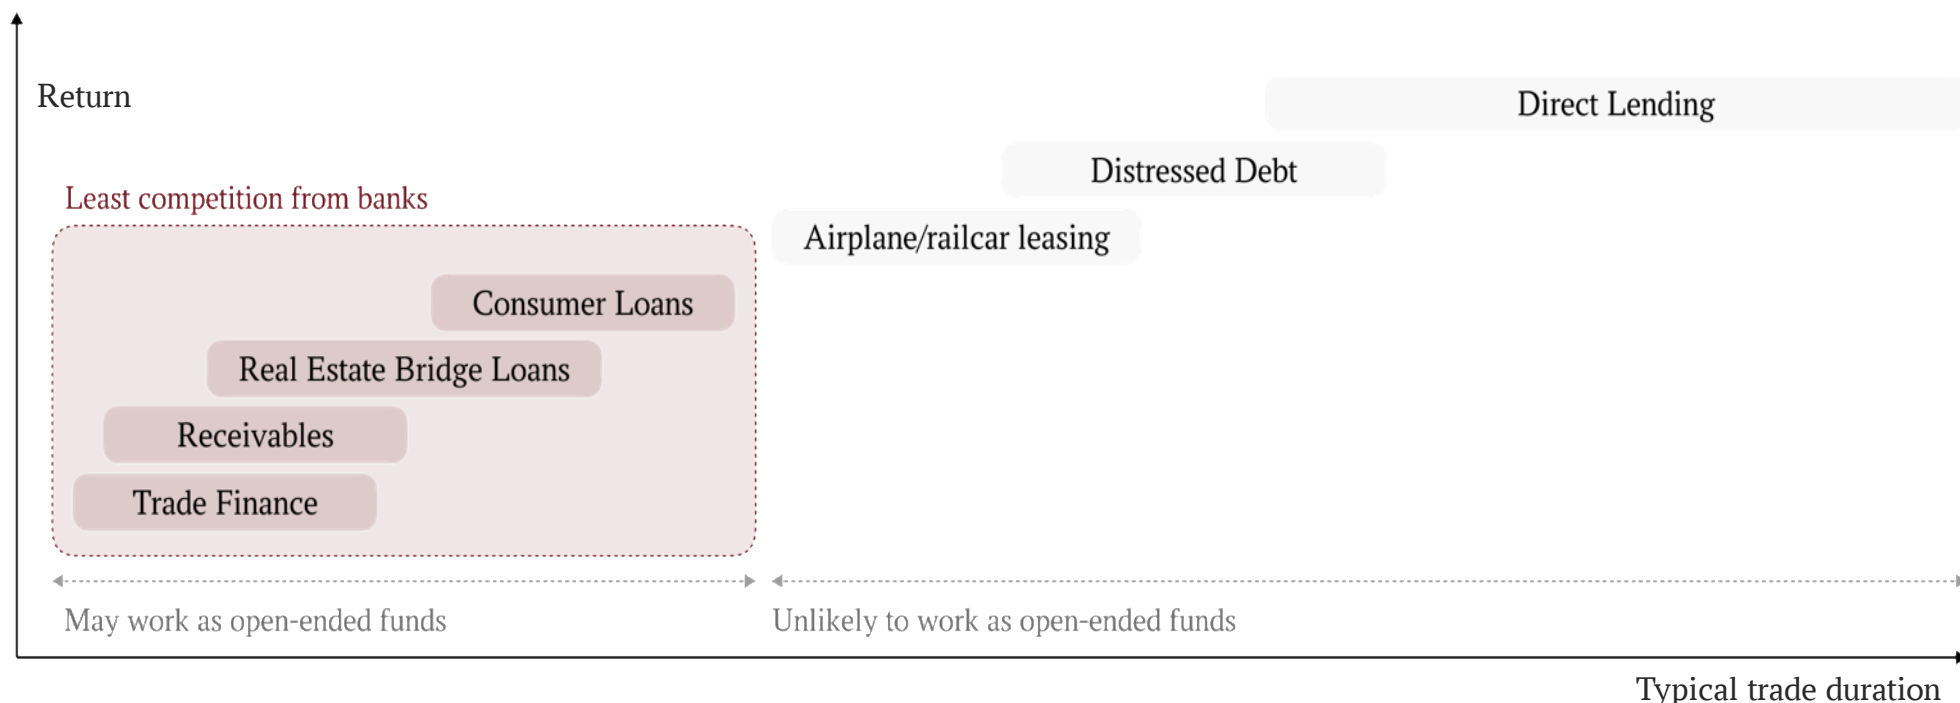 Return
Direct Lending
Distressed Debt
Least competition from banks
Airplane/railcar leasing
Consumer Loans
Real Estate Bridge Loans
Receivables
Trade Finance
May work as open-ended funds
Unlikely to work as open-ended funds
Typical trade duration